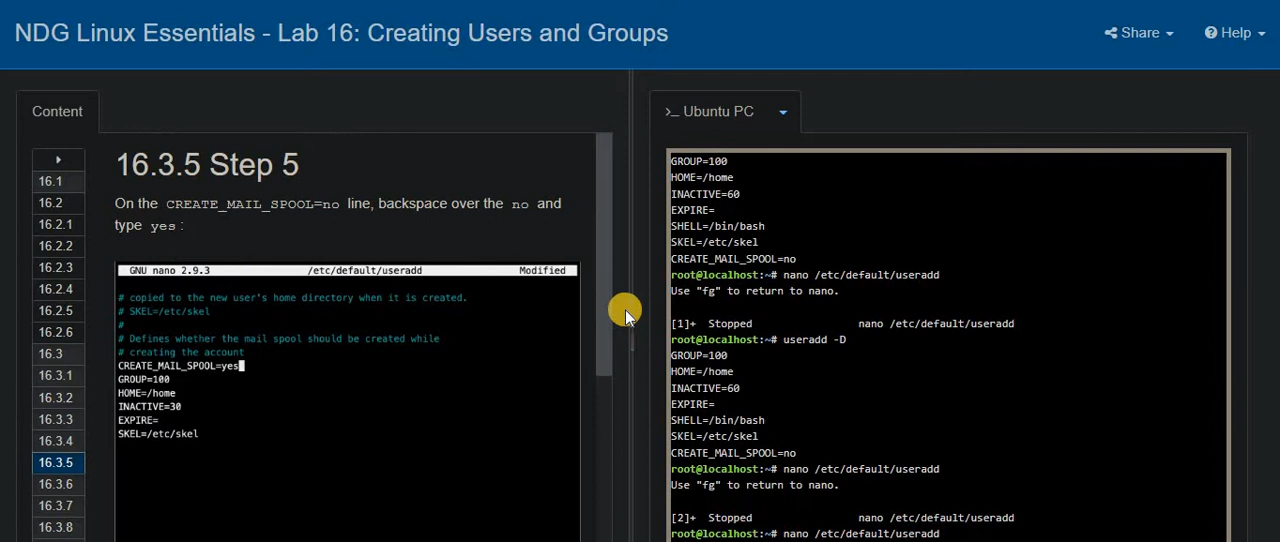 NDG Linux Essentials - Lab 16: Creating Users and Groups
Share
Help
Content
16.1
16.2
16.2.1
16.2.2
16.2.3
16.2.4
16.2.5
16.2.6
16.3
16.3.1
16.3.2
16.3.3
16.3.4
16.3.5
16.3.6
16.3.7
16.3.8
16.3.5 Step 5
On the CREATE_MAIL_SPOOL=no line, backspace over the no and
type yes :
GNU nano 2.9.3 /etc/default/useradd Modified
# copied to the new user's home directory when it is created.
# SKEL=/etc/skel
#
# Defines whether the mail spool should be created while
# creating the account
CREATE_MAIL_SPOOL=yes
GROUP=100
HOME=/home
INACTIVE=30
EXPIRE=
SKEL=/etc/skel
>_ Ubuntu PC
GROUP=100
HOME=/home
INACTIVE=60
EXPIRE=
SHELL=/bin/bash
SKEL=/etc/skel
CREATE_MAIL_SPOOL=no
root@localhost:~# nano /etc/default/useradd
Use "fg" to return to nano.
[1]+ Stopped nano /etc/default/useradd
root@localhost:~# useradd -D
GROUP=100
HOME=/home
INACTIVE=60
EXPIRE=
SHELL=/bin/bash
SKEL=/etc/skel
CREATE_MAIL_SPOOL=no
root@localhost:~# nano /etc/default/useradd
Use "fg" to return to nano.
[2]+ Stopped nano /etc/default/useradd
root@localhost:~# nano /etc/default/useradd